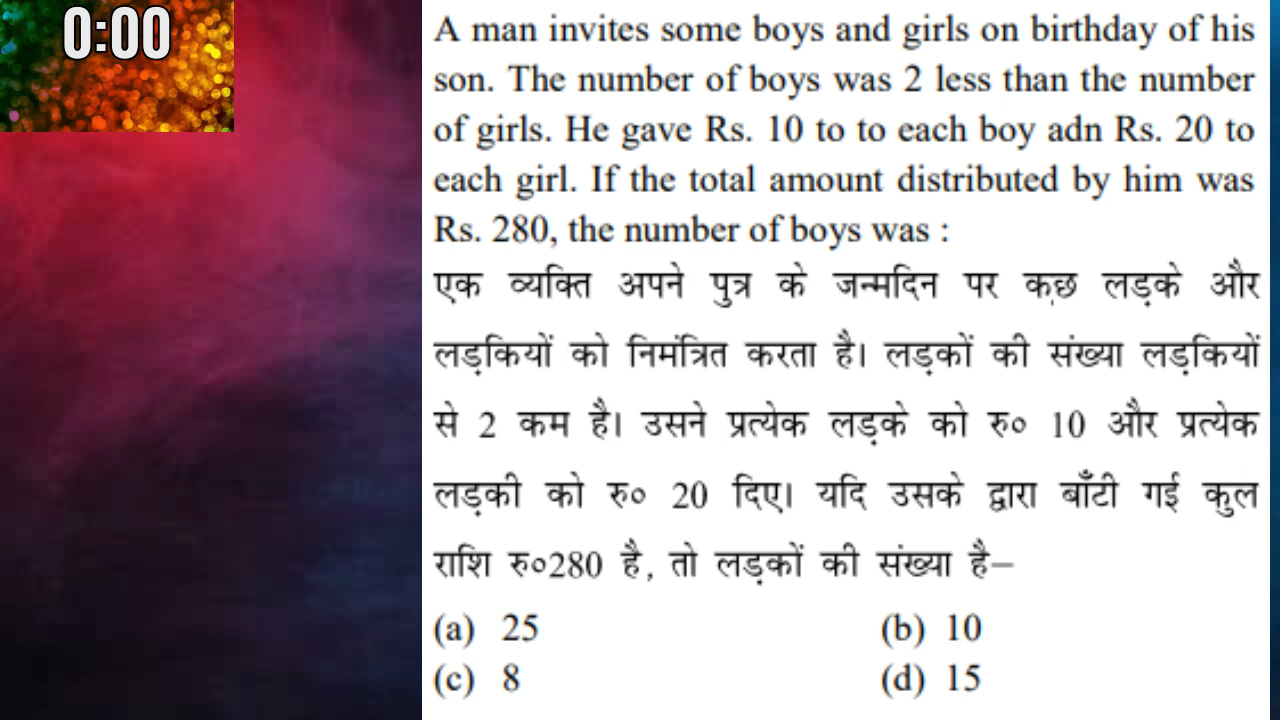 0:00
A man invites some boys and girls on birthday of his
son. The number of boys was 2 less than the number
of girls. He gave Rs. 10 to to each boy adn Rs. 20 to
each girl. If the total amount distributed by him was
Rs. 280, the number of boys was :
एक व्यक्ति अपने पुत्र के जन्मदिन पर कुछ लड़के और
लड़कियों को निमंत्रित करता है। लड़कों की संख्या लड़कियों
से 2 कम है। उसने प्रत्येक लड़के को रु० 10 और प्रत्येक
लड़की को रु० 20 दिए। यदि उसके द्वारा बाँटी गई कुल
राशि रु०280 है, तो लड़कों की संख्या है–
(a) 25 (b) 10
(c) 8 (d) 15